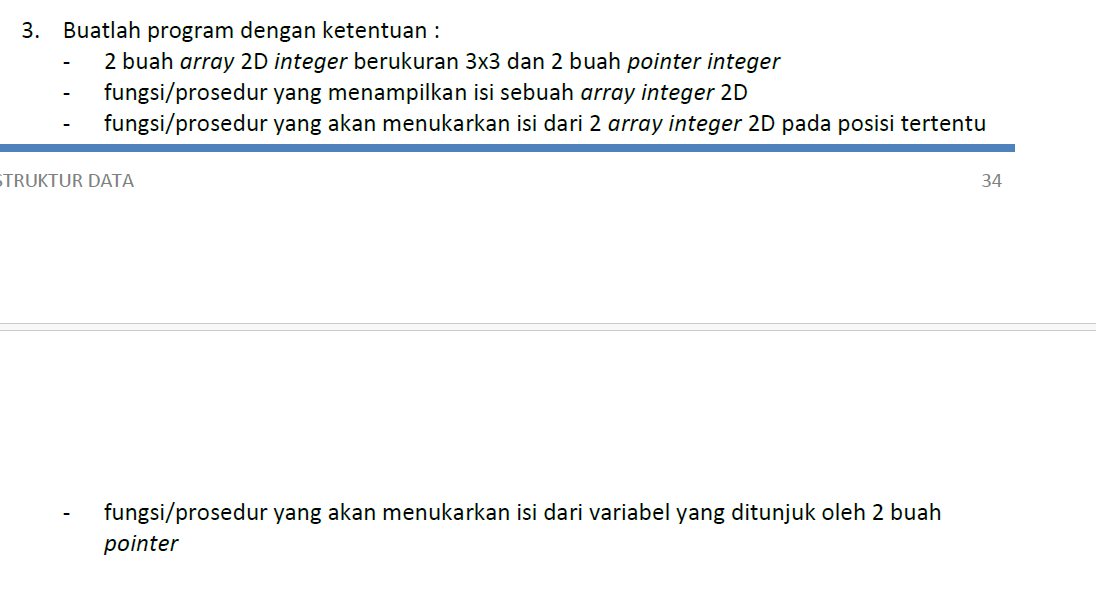 3. Buatlah program dengan ketentuan :
- 2 buah array 2D integer berukuran 3x3 dan 2 buah pointer integer
- fungsi/prosedur yang menampilkan isi sebuah array integer 2D
- fungsi/prosedur yang akan menukarkan isi dari 2 array integer 2D pada posisi tertentu
STRUKTUR DATA 34
- fungsi/prosedur yang akan menukarkan isi dari variabel yang ditunjuk oleh 2 buah
pointer